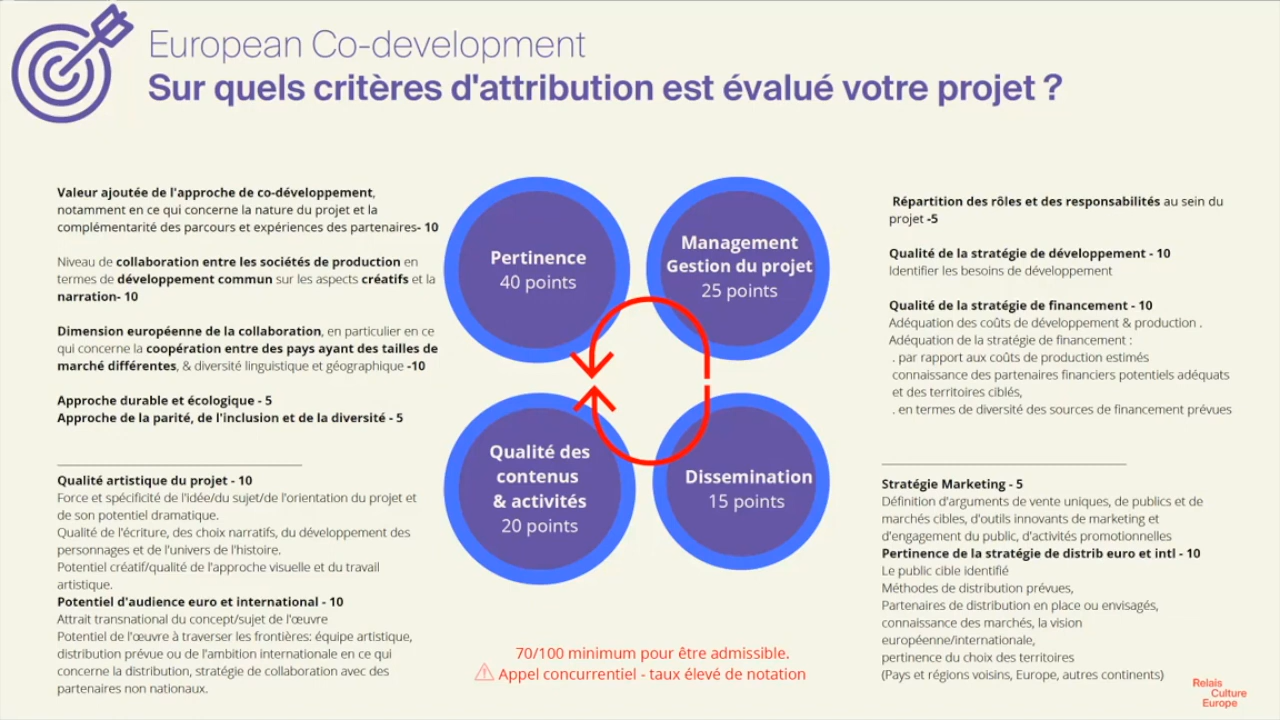 European Co-development
Sur quels critères d'attribution est évalué votre projet ?
Valeur ajoutée de l'approche de co-développement,
notamment en ce qui concerne la nature du projet et la
complémentarité des parcours et expériences des partenaires- 10
Niveau de collaboration entre les sociétés de production en
termes de développement commun sur les aspects créatifs et la
narration- 10
Dimension européenne de la collaboration, en particulier en ce
qui concerne la coopération entre des pays ayant des tailles de
marché différentes, & diversité linguistique et géographique -10
Approche durable et écologique - 5
Approche de la parité, de l'inclusion et de la diversité - 5
Pertinence
40 points
Management
Gestion du projet
25 points
Répartition des rôles et des responsabilités au sein du
projet -5
Qualité de la stratégie de développement - 10
Identifier les besoins de développement
Qualité de la stratégie de financement - 10
Adéquation des coûts de développement & production .
Adéquation de la stratégie de financement :
. par rapport aux coûts de production estimés
connaissance des partenaires financiers potentiels adéquats
et des territoires ciblés,
. en termes de diversité des sources de financement prévues
Qualité artistique du projet - 10
Force et spécificité de l'idée/du sujet/de l'orientation du projet et
de son potentiel dramatique.
Qualité de l'écriture, des choix narratifs, du développement des
personnages et de l'univers de l'histoire.
Potentiel créatif/qualité de l'approche visuelle et du travail
artistique.
Potentiel d'audience euro et international - 10
Attrait transnational du concept/sujet de l'œuvre
Potentiel de l'œuvre à traverser les frontières: équipe artistique,
distribution prévue ou de l'ambition internationale en ce qui
concerne la distribution, stratégie de collaboration avec des
partenaires non nationaux.
Qualité des
contenus
& activités
20 points
Dissemination
15 points
Stratégie Marketing - 5
Définition d'arguments de vente uniques, de publics et de
marchés cibles, d'outils innovants de marketing et
d'engagement du public, d'activités promotionnelles
Pertinence de la stratégie de distrib euro et intl - 10
Le public cible identifié
Méthodes de distribution prévues,
Partenaires de distribution en place ou envisagés,
connaissance des marchés, la vision
européenne/internationale,
pertinence du choix des territoires
(Pays et régions voisins, Europe, autres continents)
70/100 minimum pour être admissible.
⚠ Appel concurrentiel - taux élevé de notation
Relais
Culture
Europe